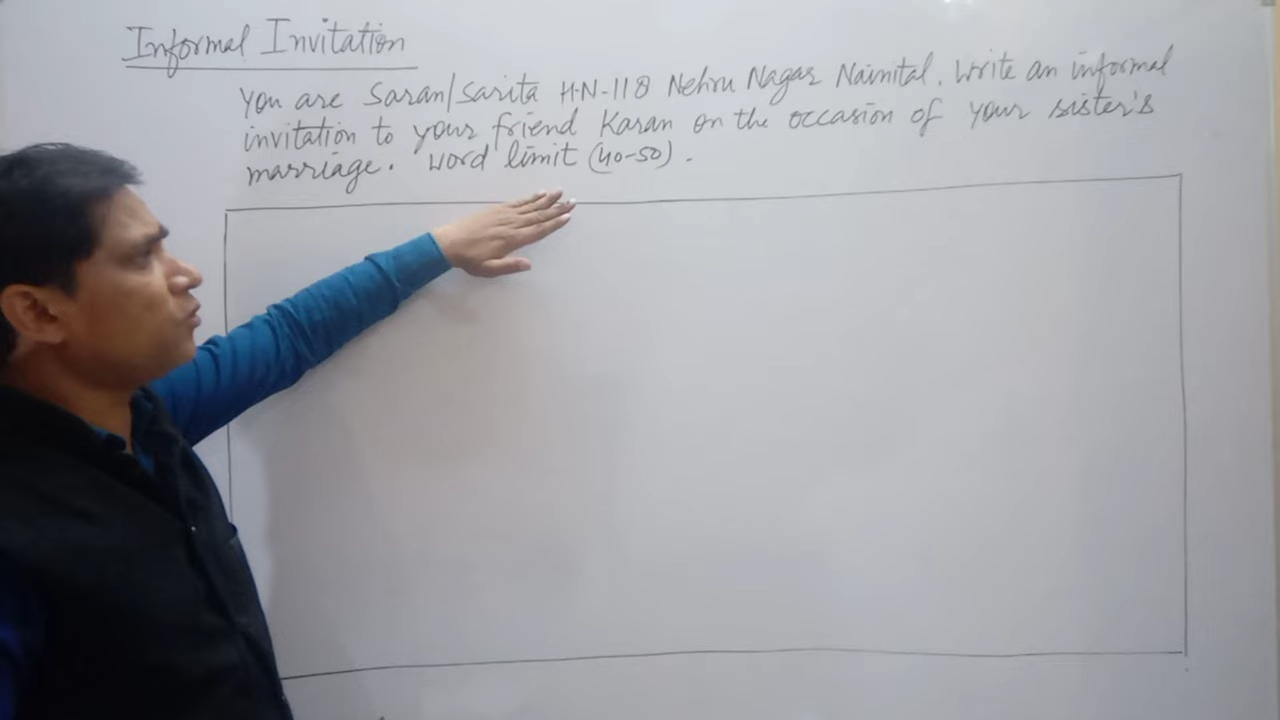 Informal Invitation
You are Saran/Sarita H.N-118 Nehru Nagar Nainital. Write an informal
invitation to your friend Karan on the occasion of your sister's
marriage. Word limit (40-50).